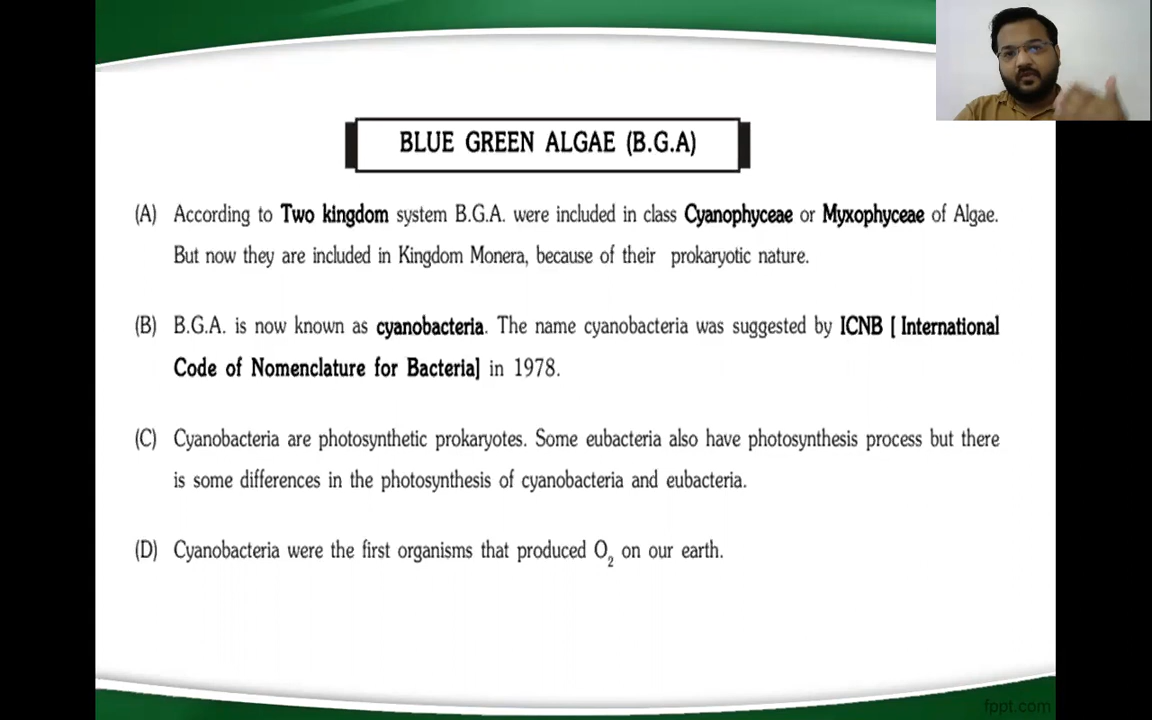 BLUE GREEN ALGAE (B.G.A)
(A) According to Two kingdom system B.G.A. were included in class Cyanophyceae or Myxophyceae of Algae.
But now they are included in Kingdom Monera, because of their prokaryotic nature.
(B) B.G.A. is now known as cyanobacteria. The name cyanobacteria was suggested by ICNB [ International
Code of Nomenclature for Bacteria] in 1978.
(C) Cyanobacteria are photosynthetic prokaryotes. Some eubacteria also have photosynthesis process but there
is some differences in the photosynthesis of cyanobacteria and eubacteria.
(D) Cyanobacteria were the first organisms that produced O₂ on our earth.
fppt.com